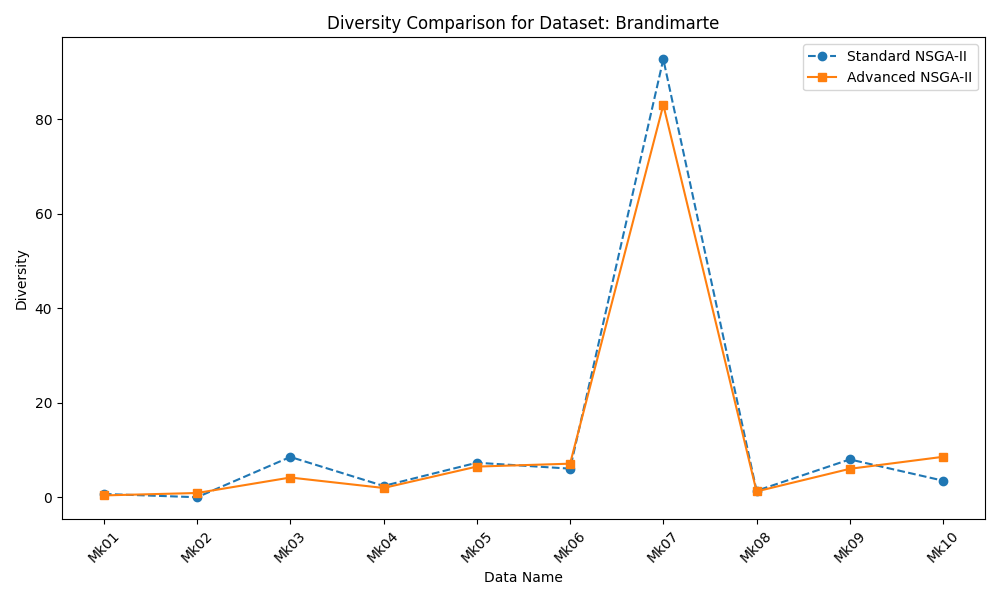 Diversity Comparison for Dataset: Brandimarte
Standard NSGA-II
Advanced NSGA-II
Diversity
80
60
40
20
0
Mk01
Mk02
Mk03
Mk04
Mk05
Mk06
Mk07
Mk08
Mk09
Mk10
Data Name